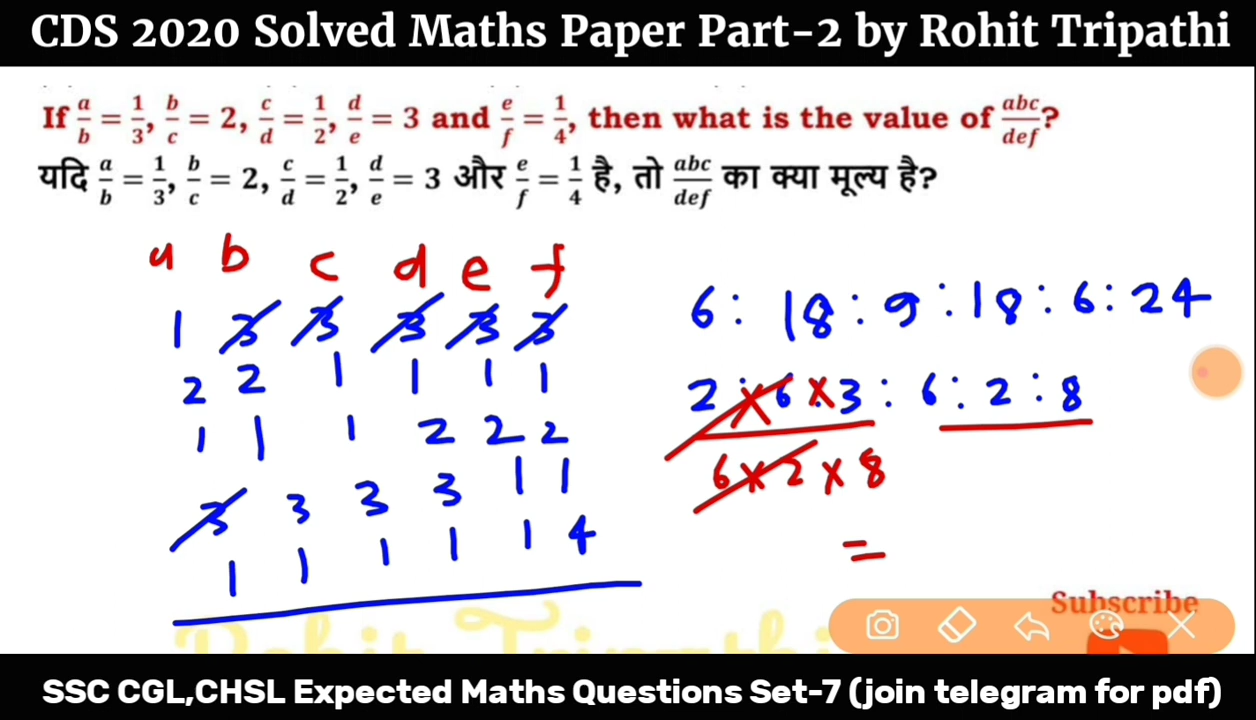 CDS 2020 Solved Maths Paper Part-2 by Rohit Tripathi
If a/b = 1/3, b/c = 2, c/d = 1/2, d/e = 3 and e/f = 1/4, then what is the value of abc/def?
यदि a/b = 1/3, b/c = 2, c/d = 1/2, d/e = 3 और e/f = 1/4 है, तो abc/def का क्या मूल्य है?
a b c d e f
1 3 3 3 3 3
2 2 1 1 1 1
1 1 1 2 2 2
3 3 3 3 1 1
1 1 1 1 1 4
6 : 18 : 9 : 18 : 6 : 24
2 : 6 : 3 : 6 : 2 : 8
× ×
6 × 2 × 8
=
Subscribe
Rohit Tripathi
SSC CGL,CHSL Expected Maths Questions Set-7 (join telegram for pdf)